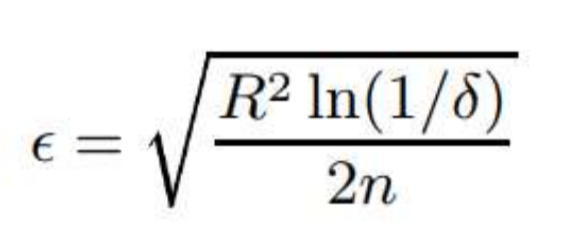 ϵ = √(R² ln(1/δ) / 2n)